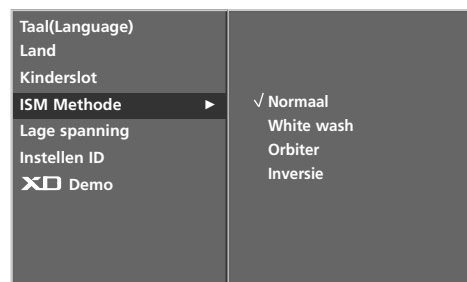 Taal(Language)
Land
Kinderslot
ISM Methode ►
Lage spanning
Instellen ID
XD Demo
√ Normaal
White wash
Orbiter
Inversie